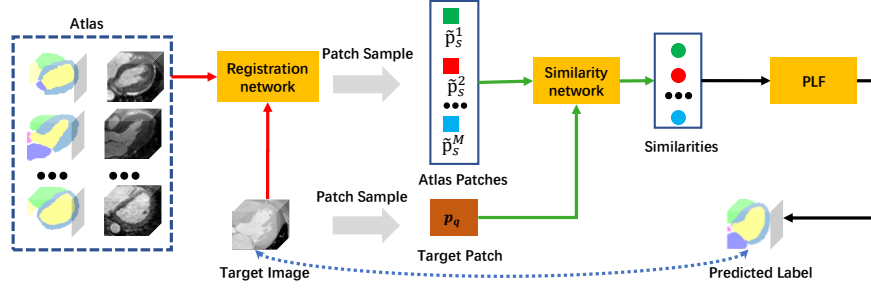 Atlas
Registration
network
Patch Sample
p̃ₛ¹
p̃ₛ²
p̃ₛᴹ
Atlas Patches
Similarity
network
Similarities
PLF
Target Image
Patch Sample
p_q
Target Patch
Predicted Label